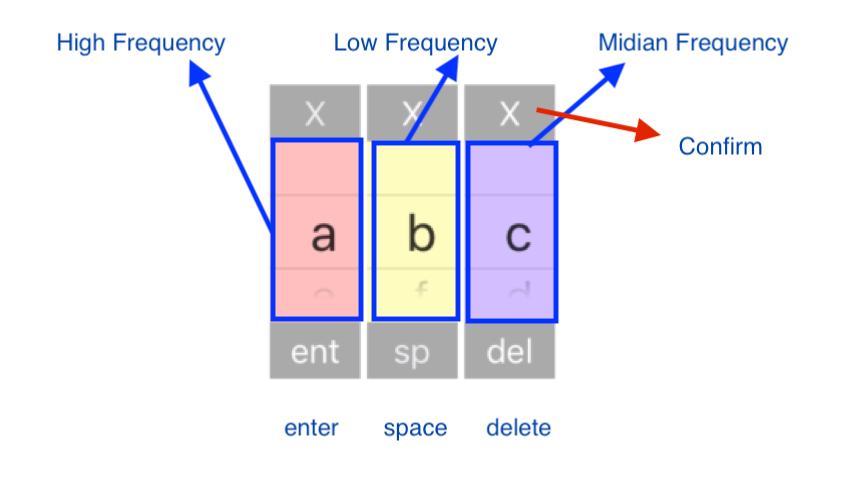 High Frequency Low Frequency Midian Frequency
X X X
Confirm
a b c
f d
ent sp del
enter space delete